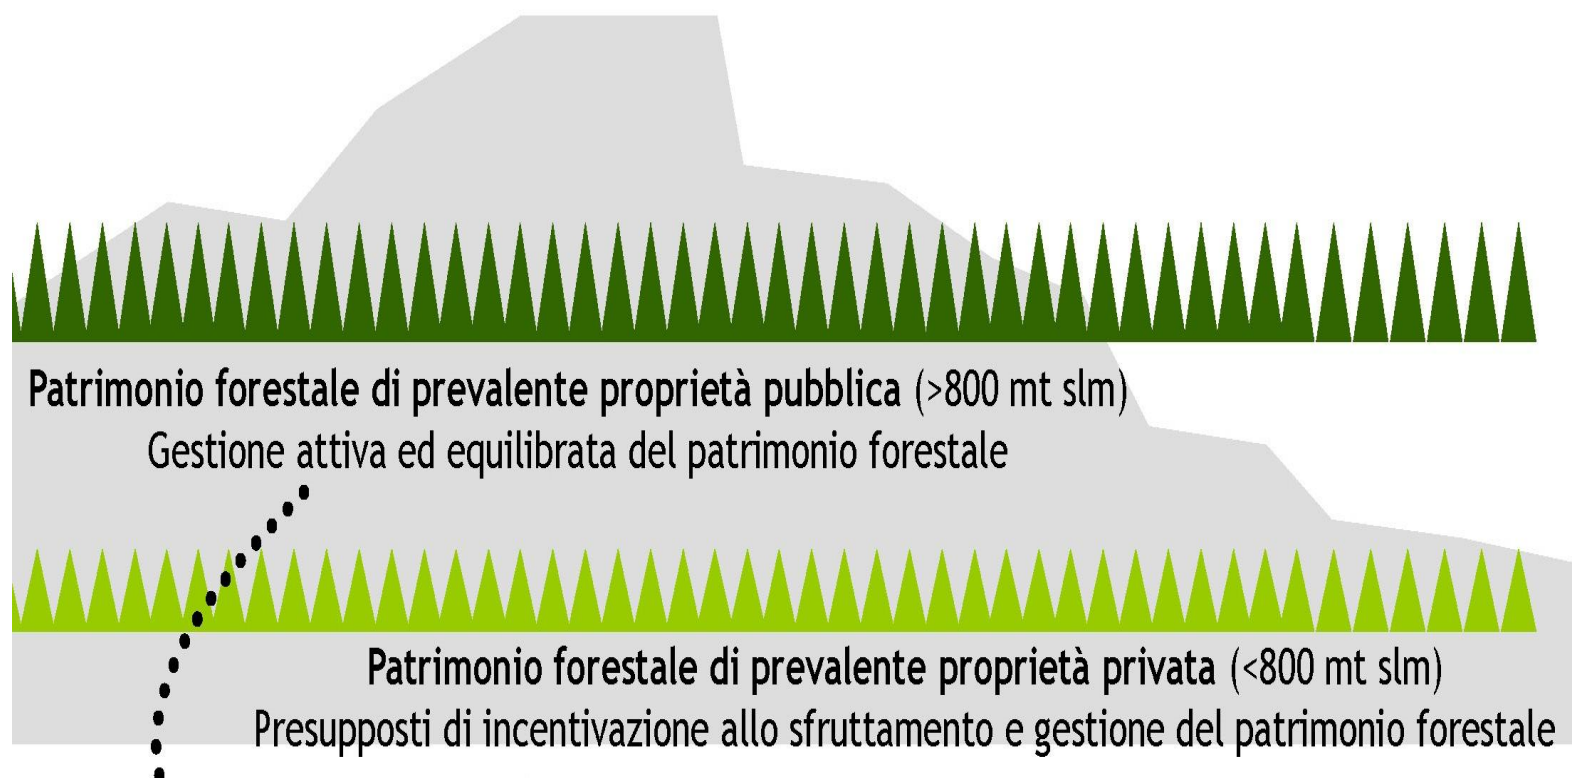 Patrimonio forestale di prevalente proprietà pubblica (>800 mt slm)
Gestione attiva ed equilibrata del patrimonio forestale
Patrimonio forestale di prevalente proprietà privata (<800 mt slm)
Presupposti di incentivazione allo sfruttamento e gestione del patrimonio forestale